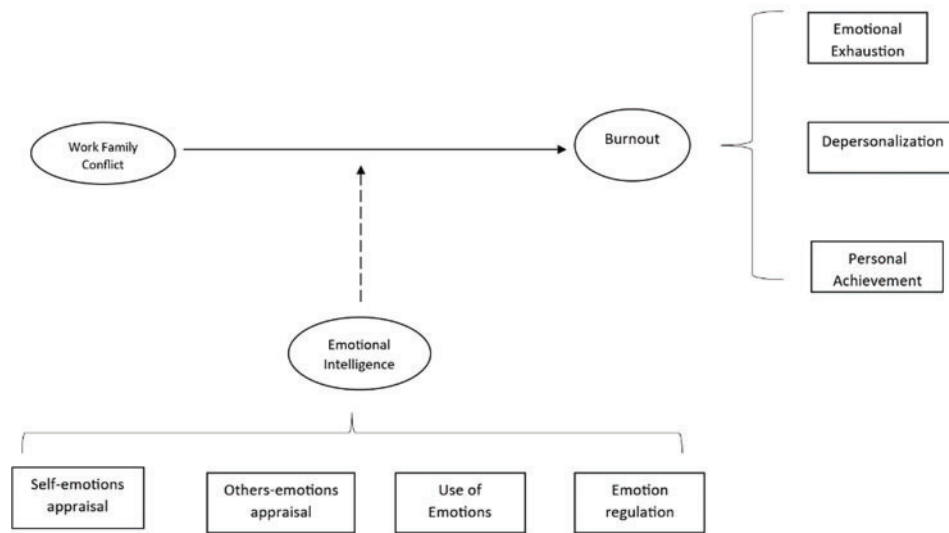 Emotional
Exhaustion
Work Family
Conflict
Burnout
Depersonalization
Personal
Achievement
Emotional
Intelligence
Self-emotions
appraisal
Others-emotions
appraisal
Use of
Emotions
Emotion
regulation